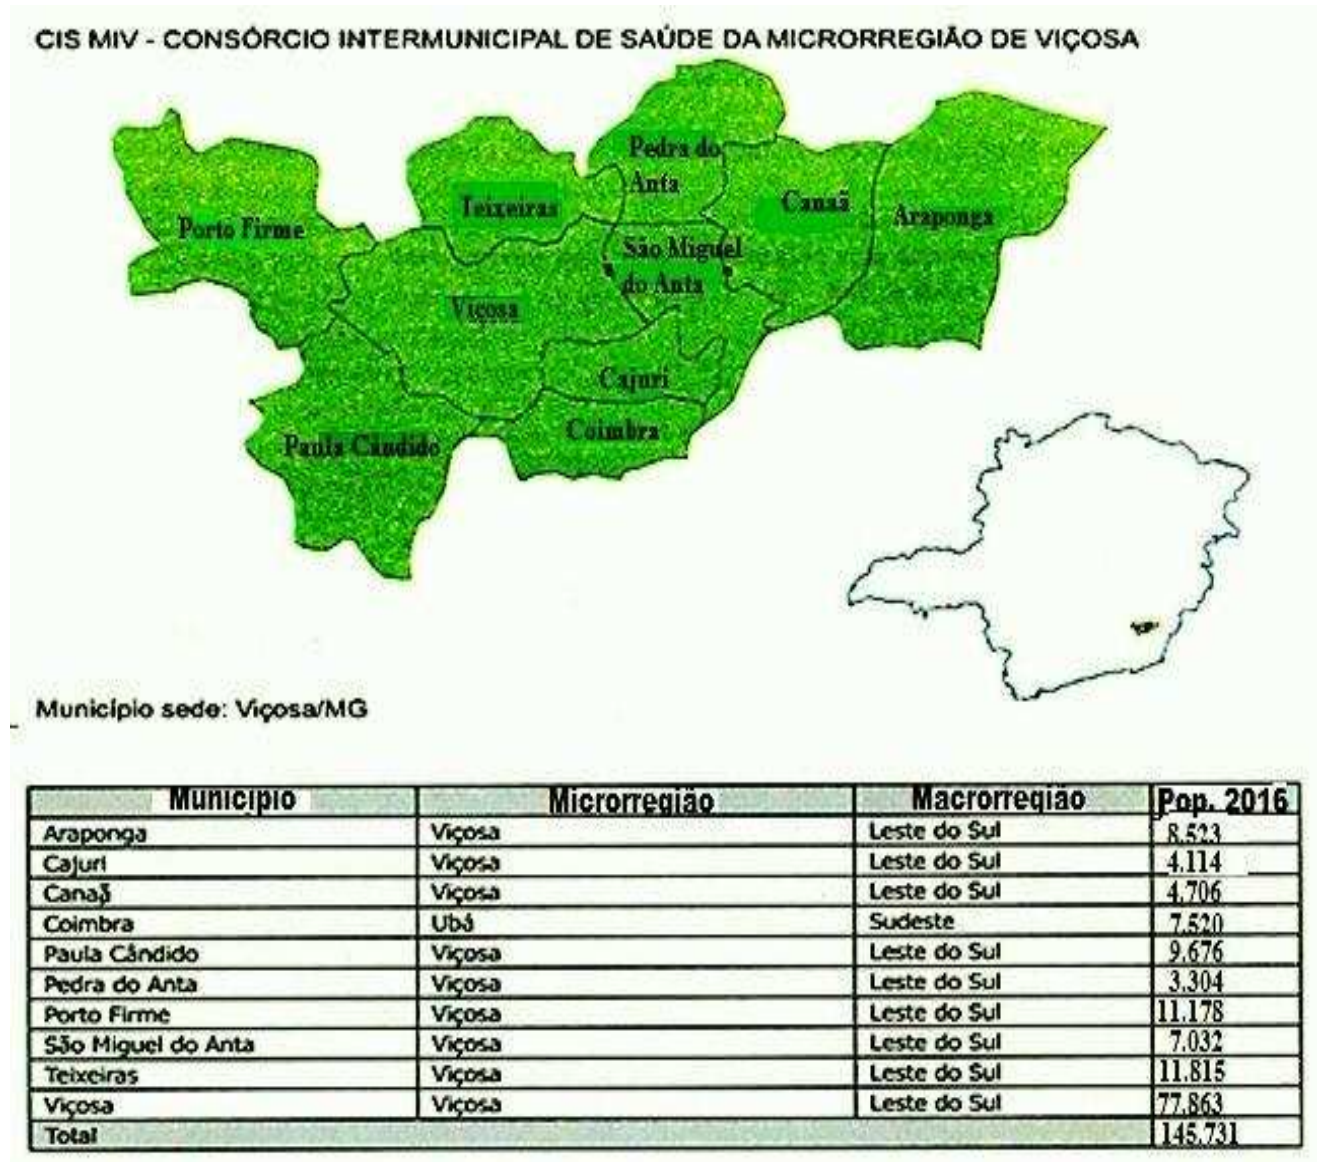 CIS MIV - CONSÓRCIO INTERMUNICIPAL DE SAÚDE DA MICRORREGIÃO DE VIÇOSA
Pedra do
Anta
Teixeiras
Canaã
Araponga
Porto Firme
São Miguel
do Anta
Viçosa
Cajuri
Coimbra
Paula Cândido
Município sede: Viçosa/MG
Município Microrregião Macrorregião Pop. 2016
Araponga Viçosa Leste do Sul 8.523
Cajuri Viçosa Leste do Sul 4.114
Canaã Viçosa Leste do Sul 4.706
Coimbra Ubá Sudeste 7.520
Paula Cândido Viçosa Leste do Sul 9.676
Pedra do Anta Viçosa Leste do Sul 3.304
Porto Firme Viçosa Leste do Sul 11.178
São Miguel do Anta Viçosa Leste do Sul 7.032
Teixeiras Viçosa Leste do Sul 11.815
Viçosa Viçosa Leste do Sul 77.863
Total 145.731